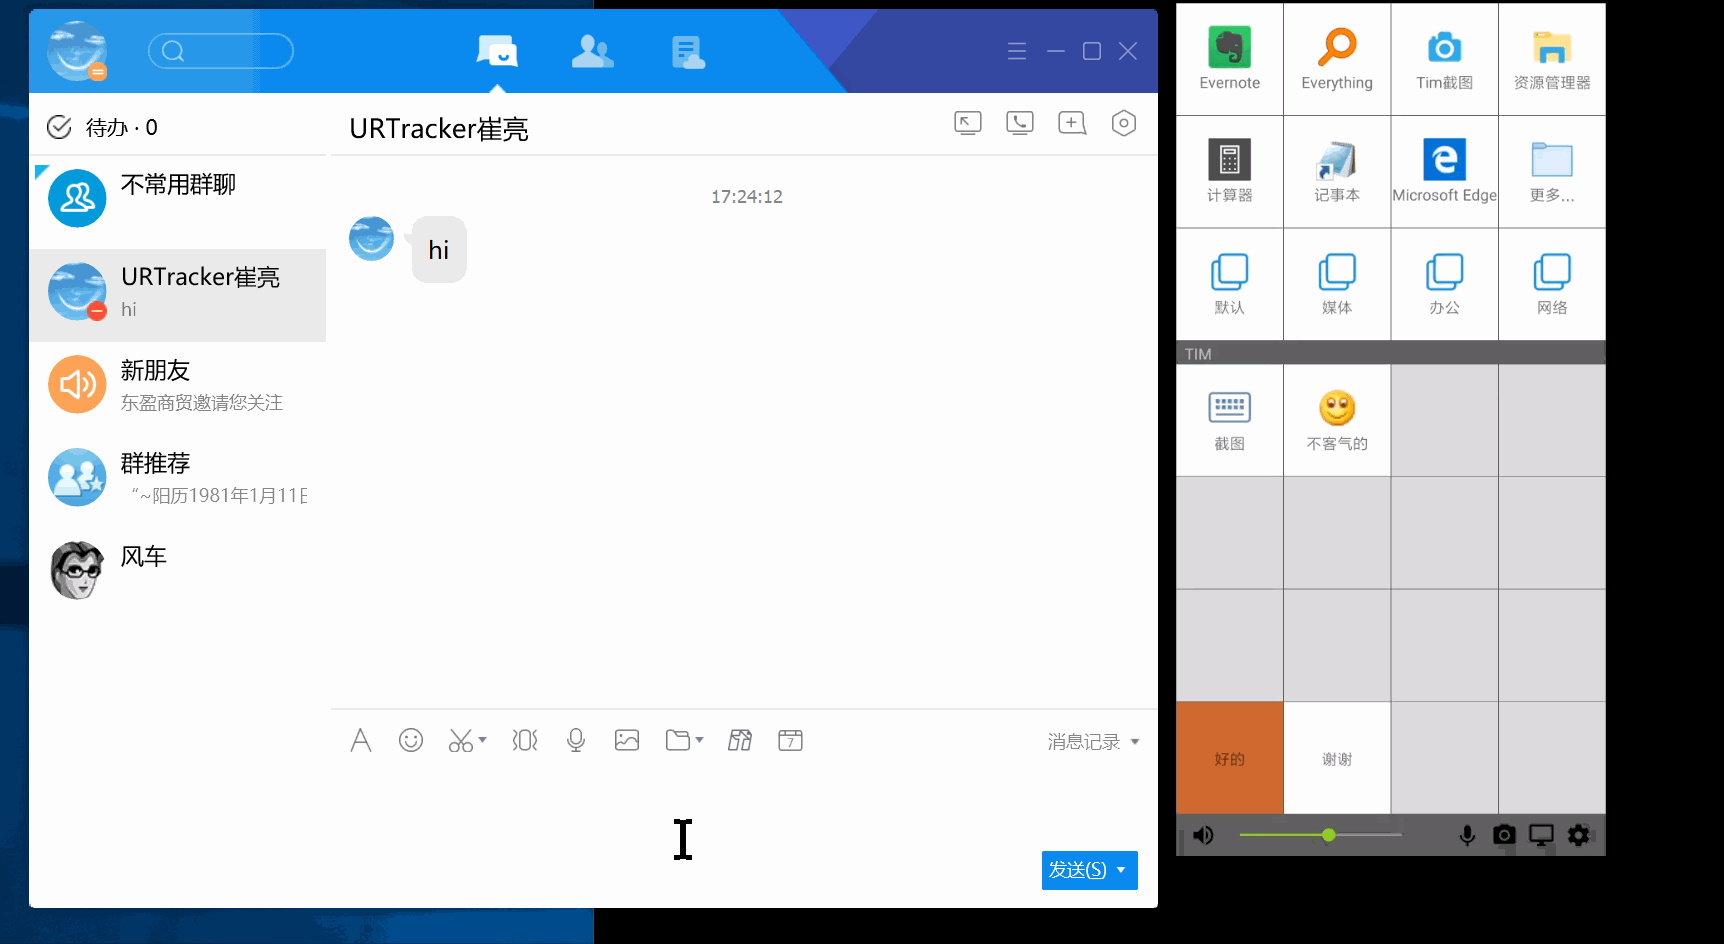 待办 · 0
不常用群聊
URTracker崔亮
hi
新朋友
东盈商贸邀请您关注
群推荐
“~阳历1981年1月11日
风车
URTracker崔亮
17:24:12
hi
7
消息记录
发送(S)
Evernote
Everything
Tim截图
资源管理器
计算器
记事本
Microsoft Edge
更多...
默认
媒体
办公
网络
TIM
截图
不客气的
好的
谢谢